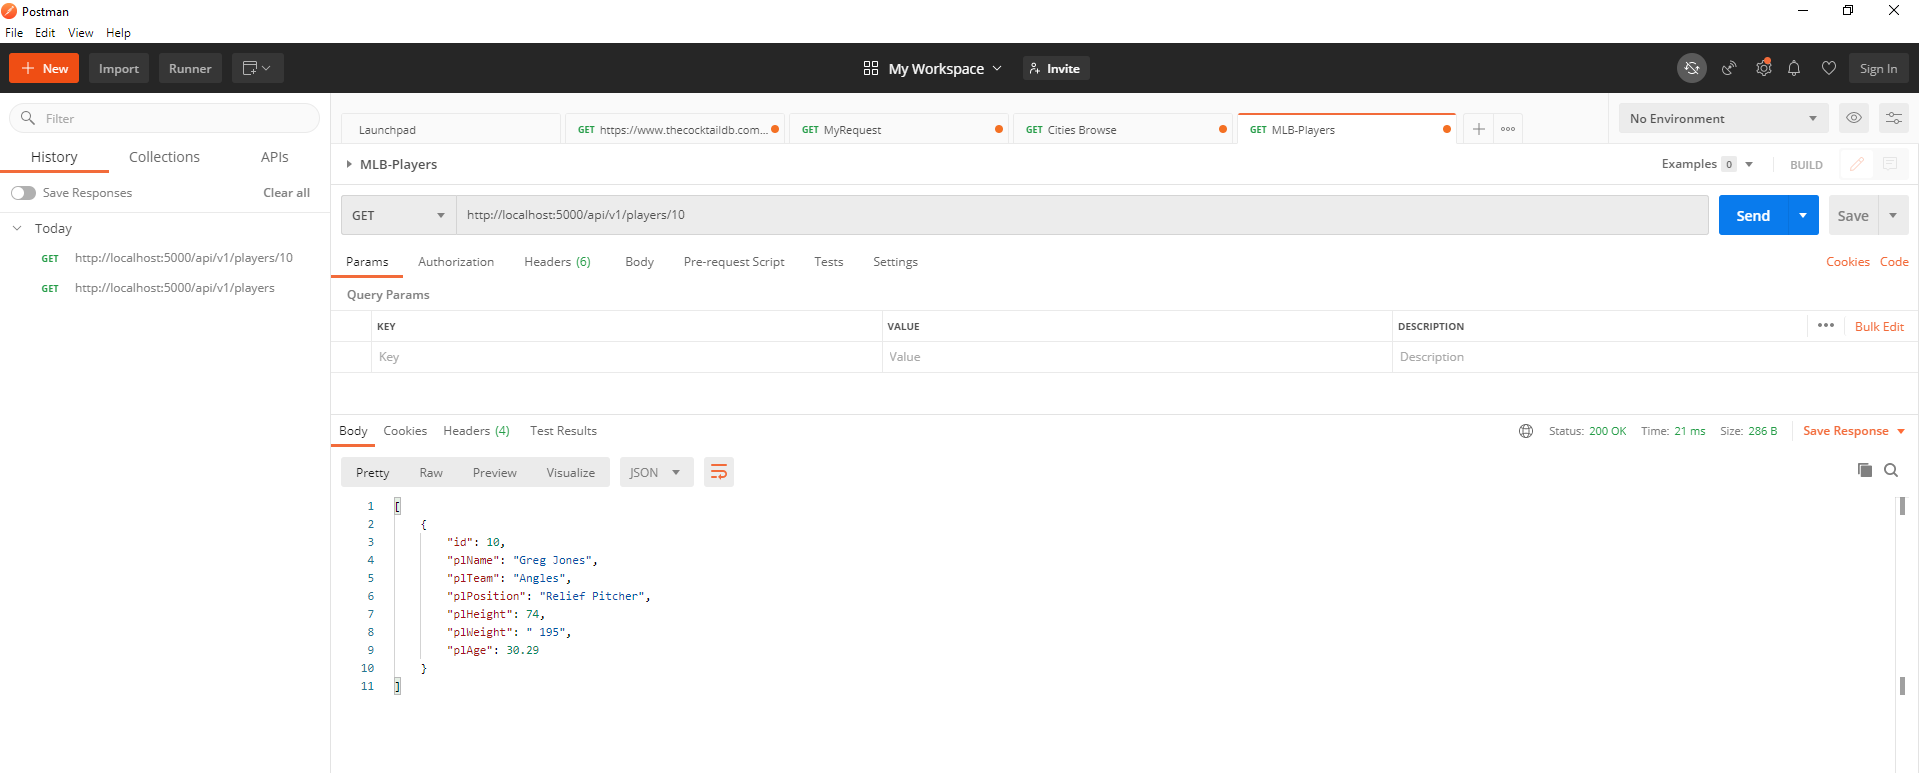 Postman
File Edit View Help
New Import Runner My Workspace Invite Sign In
Filter
History Collections APIs
Save Responses Clear all
Today
GET http://localhost:5000/api/v1/players/10
GET http://localhost:5000/api/v1/players
Launchpad GET https://www.thecocktaildb.com... GET MyRequest GET Cities Browse GET MLB-Players No Environment
MLB-Players Examples 0 BUILD
GET http://localhost:5000/api/v1/players/10 Send Save
Params Authorization Headers (6) Body Pre-request Script Tests Settings Cookies Code
Query Params
KEY VALUE DESCRIPTION Bulk Edit
Key Value Description
Body Cookies Headers (4) Test Results Status: 200 OK Time: 21 ms Size: 286 B Save Response
Pretty Raw Preview Visualize JSON
1 [
2 {
3 "id": 10,
4 "plName": "Greg Jones",
5 "plTeam": "Angles",
6 "plPosition": "Relief Pitcher",
7 "plHeight": 74,
8 "plWeight": " 195",
9 "plAge": 30.29
10 }
11 ]